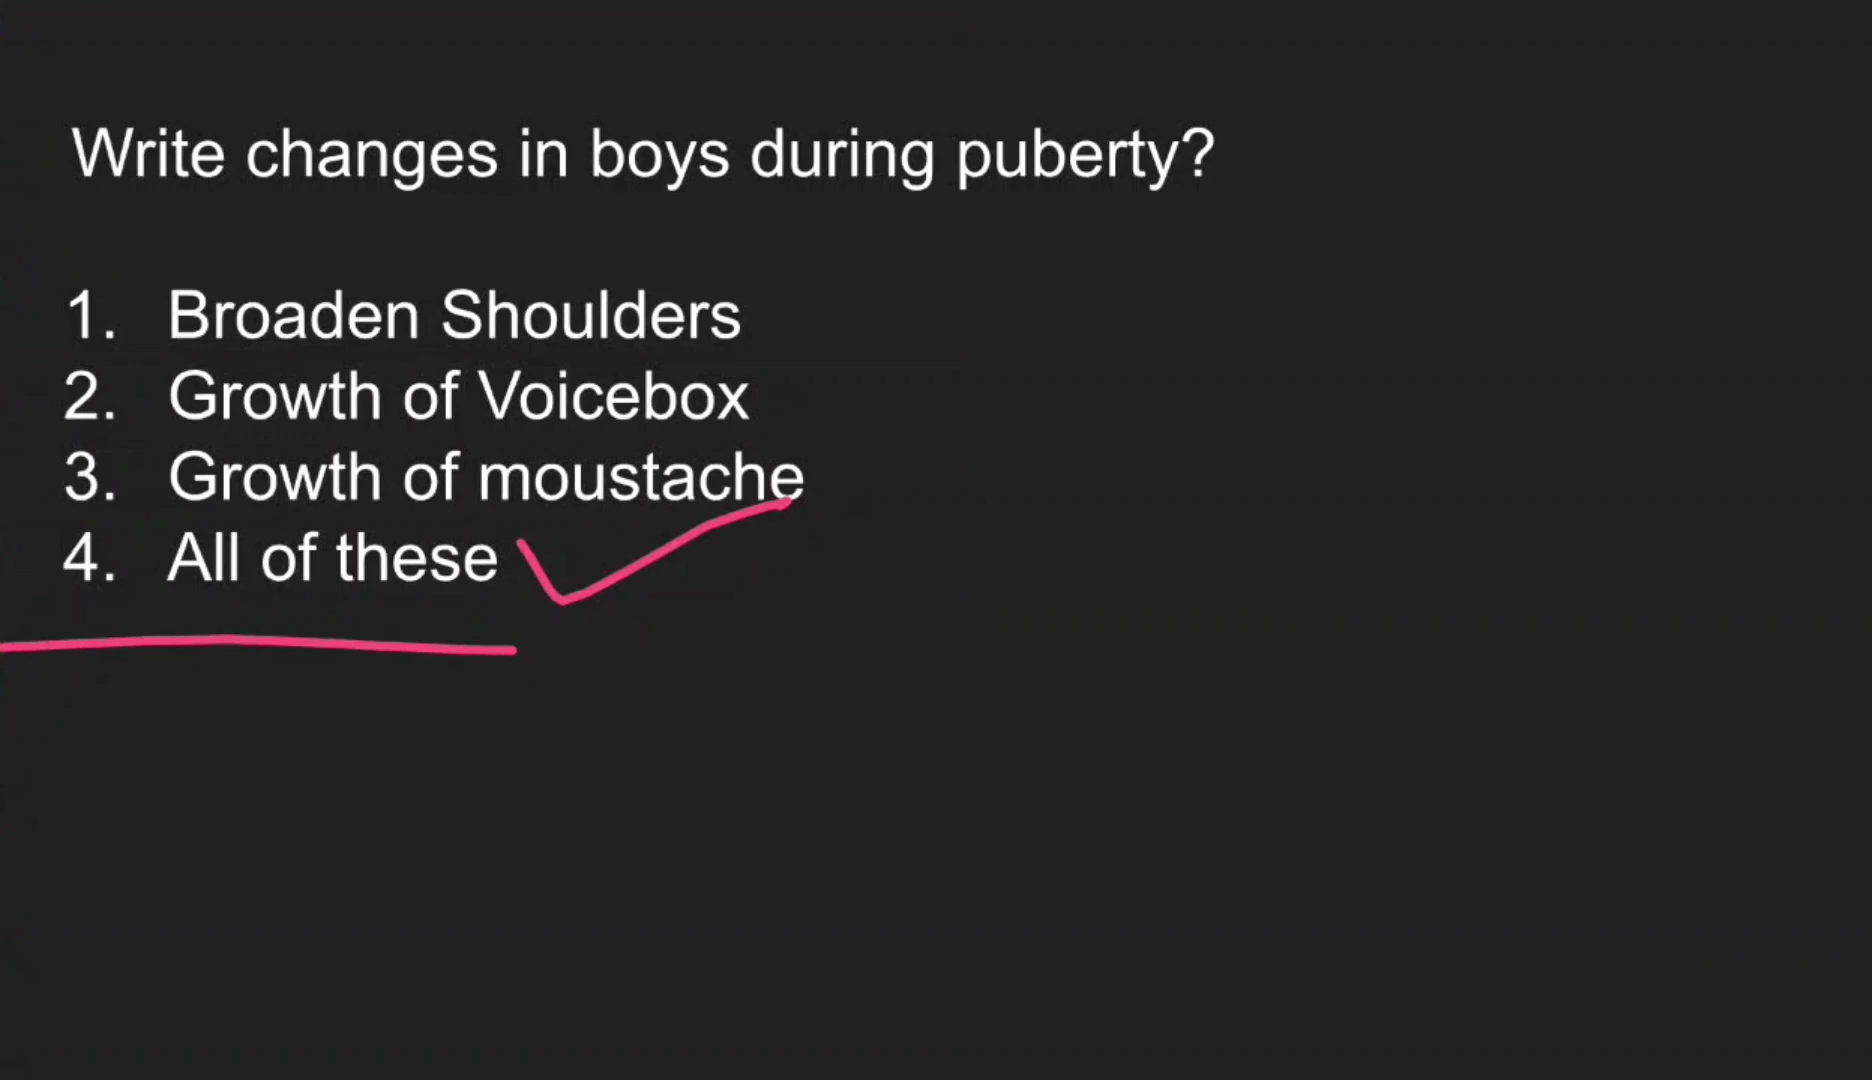 Write changes in boys during puberty?
1. Broaden Shoulders
2. Growth of Voicebox
3. Growth of moustache
4. All of these